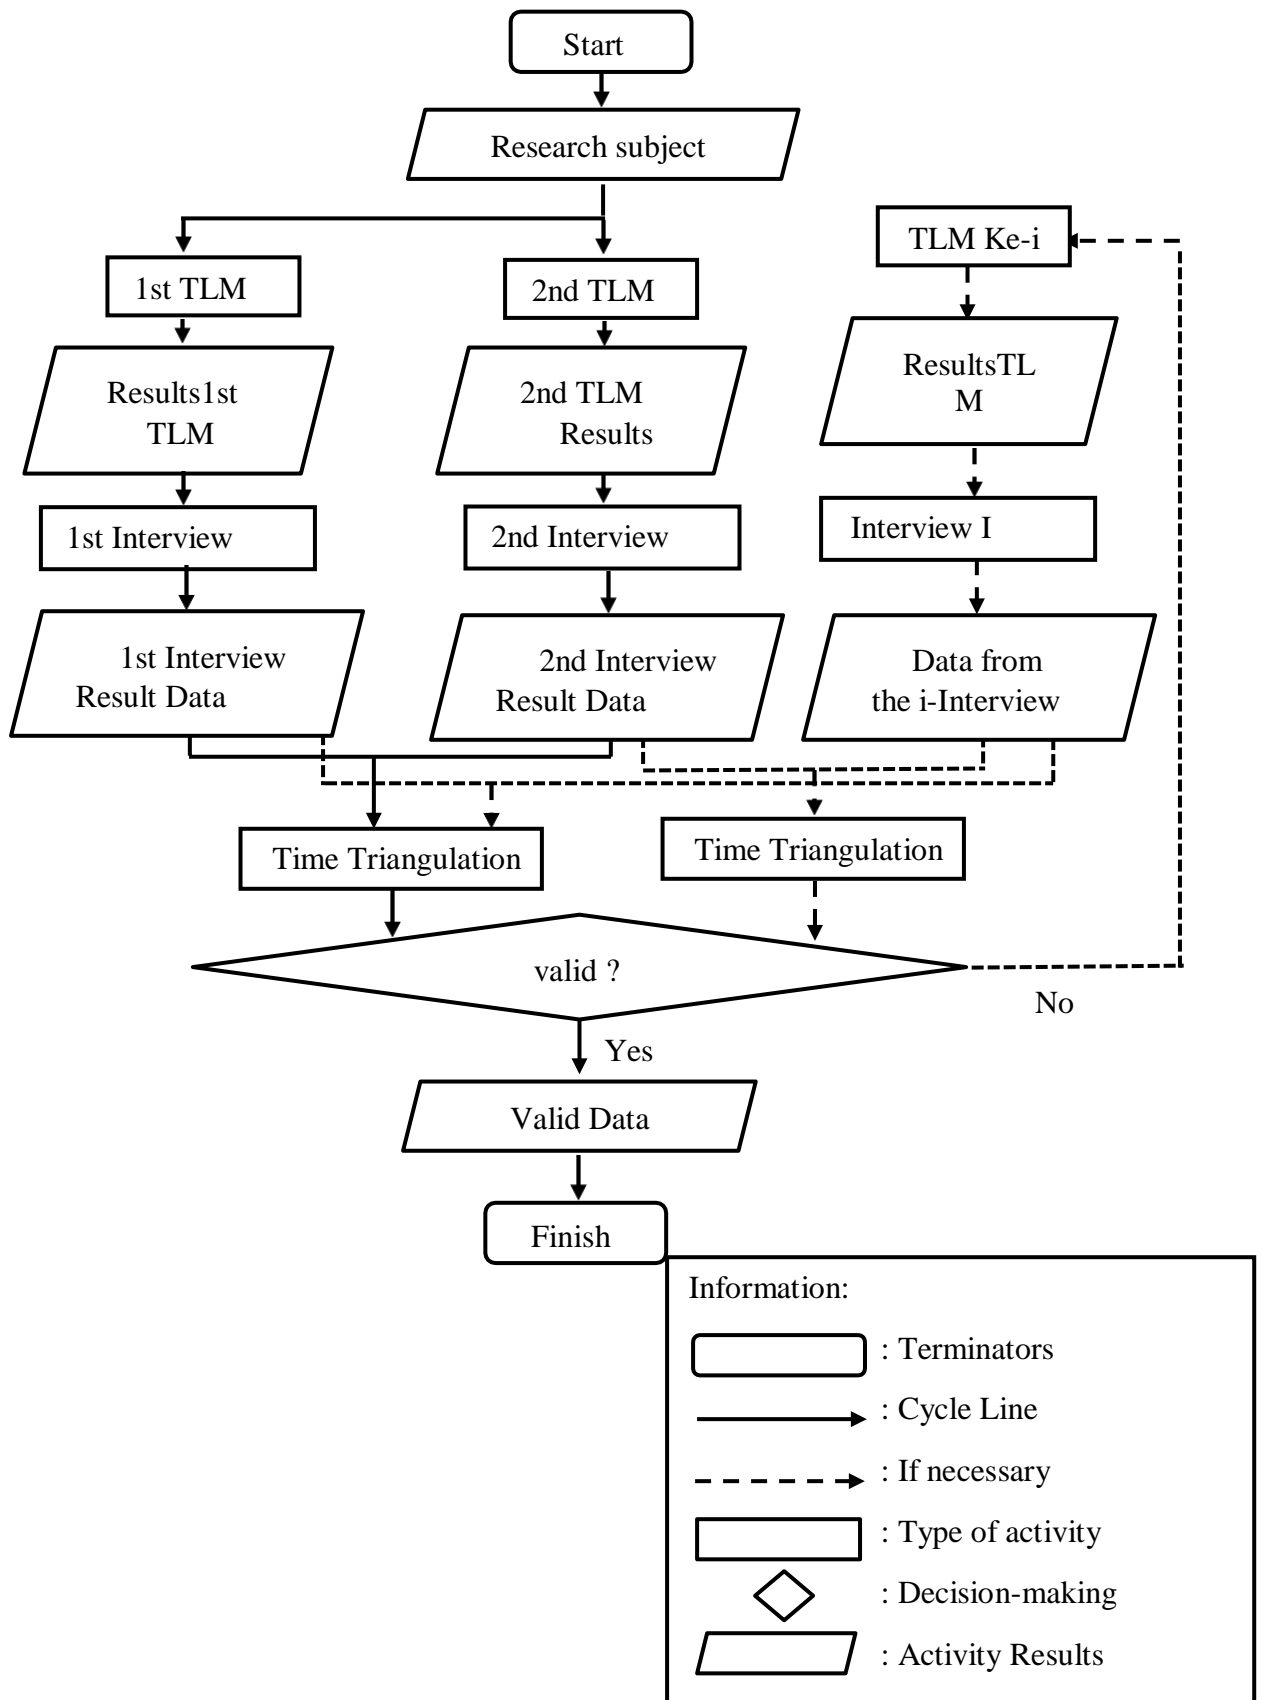 Start
Research subject
1st TLM
2nd TLM
TLM Ke-i
Results1st
TLM
2nd TLM
Results
ResultsTL
M
1st Interview
2nd Interview
Interview I
1st Interview
Result Data
2nd Interview
Result Data
Data from
the i-Interview
Time Triangulation
Time Triangulation
valid ?
No
Yes
Valid Data
Finish
Information:
: Terminators
: Cycle Line
: If necessary
: Type of activity
: Decision-making
: Activity Results